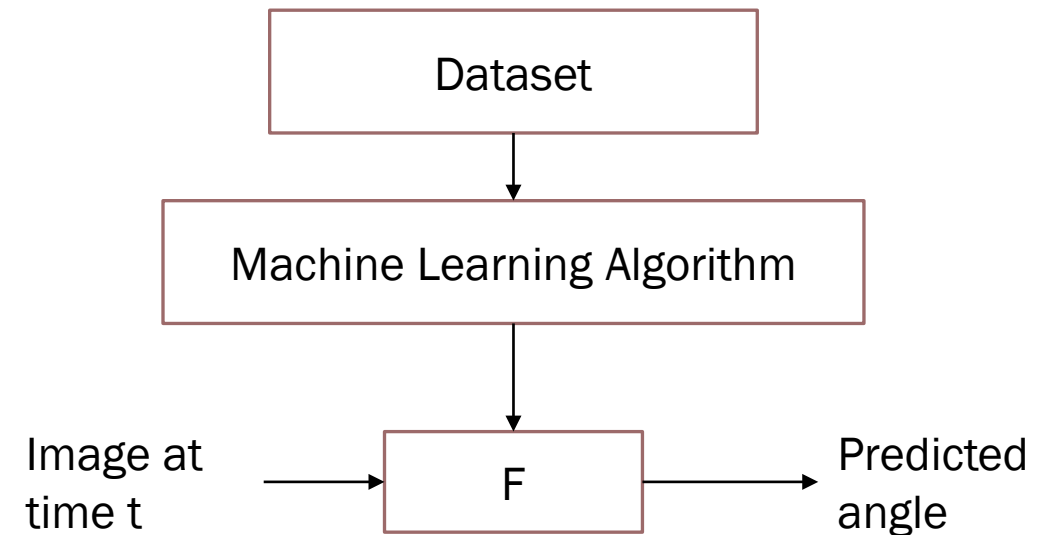 Dataset
Machine Learning Algorithm
Image at
time t
F
Predicted
angle